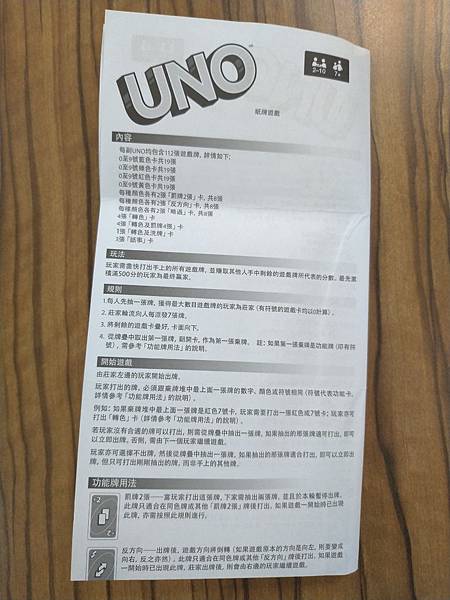 UNO
2-10
7+
紙牌遊戲
內容
每副UNO均包含112張遊戲牌, 詳情如下:
0至9號藍色卡共19張
0至9號綠色卡共19張
0至9號紅色卡共19張
0至9號黃色卡共19張
每種顏色各有2張「罰牌2張」卡, 共8張
每種顏色各有2張「反方向」卡, 共8張
每樣顏色各有2張「略過」卡, 共8張
4張「轉色」卡
4張「轉色及罰牌4張」卡
1張「轉色及洗牌」卡
3張「話事」卡
玩法
玩家需盡快打出手上的所有遊戲牌, 並賺取其他人手中剩餘的遊戲牌所代表的分數。最先累
積滿500分的玩家為最終贏家。
規則
1.每人先抽一張牌, 獲得最大數目遊戲牌的玩家為莊家 (有符號的遊戲卡均以0計算)。
2. 莊家輪流向人每派發7張牌。
3. 將剩餘的遊戲卡疊好, 卡面向下。
4. 從牌疊中取出第一張牌, 翻開卡, 作為第一張棄牌。 註: 如果第一張棄牌是功能牌 (即有符
號), 需參考「功能牌用法」的說明。
開始遊戲
由莊家左邊的玩家開始出牌。
玩家打出的牌, 必須跟棄牌堆中最上面一張牌的數字、顏色或符號相同 (符號代表功能卡,
詳情參考「功能牌用法」的說明)。
例如: 如果棄牌堆中最上面一張牌是紅色7號卡, 玩家需要打出一張紅色或7號卡; 玩家亦可
打出「轉色」卡 (詳情參考「功能牌用法」的說明)。
若玩家沒有合適的牌可以打出, 則需從牌疊中抽出一張牌, 如果抽出的那張牌適可打出, 即可
以立即出牌, 否則, 需由下一個玩家繼續遊戲。
玩家亦可選擇不出牌, 然後從牌疊中抽出一張牌, 如果抽出的那張牌適合打出, 即可以立即出
牌, 但只可打出剛剛抽出的牌, 而非手上的其他牌。
功能牌用法
罰牌2張──當玩家打出這張牌, 下家需抽出兩張牌, 並且於本輪暫停出牌。
此牌只適合在同色牌或其他「罰牌2張」牌後打出, 如果遊戲一開始時已出現
此牌, 亦需按照此規則進行。
反方向──出牌後, 遊戲方向將倒轉 (如果遊戲原本的方向是向左, 則要變成
向右, 反之亦然)。此牌只適合在同色牌或其他「反方向」牌後打出, 如果遊戲
一開始時已出現此牌, 莊家出牌後, 則會由右邊的玩家繼續遊戲。